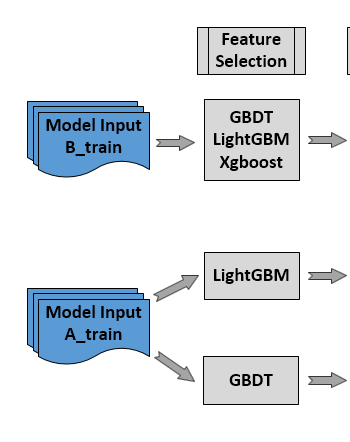 Feature
Selection
Model Input
B_train
GBDT
LightGBM
Xgboost
Model Input
A_train
LightGBM
GBDT